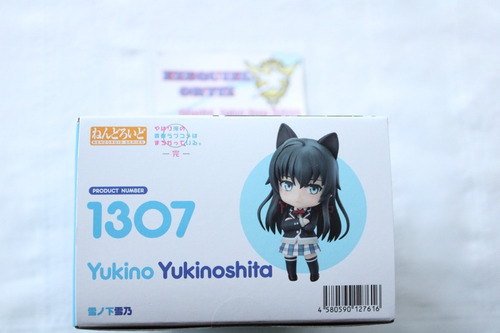 EZEQUIEL
ORTIZ
ねんどろいど
NENDOROID SERIES
やはり俺の
青春ラブコメは
まちがっている。
完
PRODUCT NUMBER
1307
Yukino Yukinoshita
雪ノ下雪乃
4 580590 127616